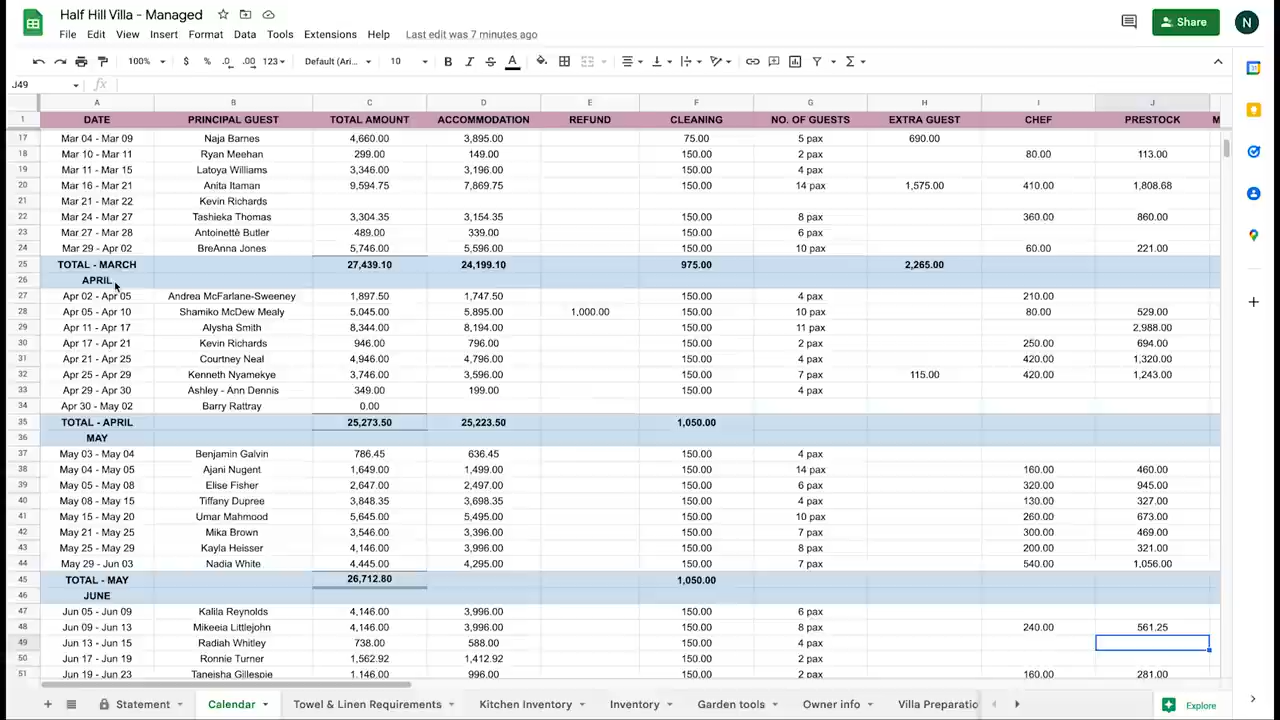 Half Hill Villa - Managed
File Edit View Insert Format Data Tools Extensions Help Last edit was 7 minutes ago
Share N
100% $ % .0 .00 123 Default (Ari... 10 B I S A
J49 fx
A B C D E F G H I J
1 DATE PRINCIPAL GUEST TOTAL AMOUNT ACCOMMODATION REFUND CLEANING NO. OF GUESTS EXTRA GUEST CHEF PRESTOCK M
17 Mar 04 - Mar 09 Naja Barnes 4,660.00 3,895.00 75.00 5 pax 690.00
18 Mar 10 - Mar 11 Ryan Meehan 299.00 149.00 150.00 2 pax 80.00 113.00
19 Mar 11 - Mar 15 Latoya Williams 3,346.00 3,196.00 150.00 4 pax
20 Mar 16 - Mar 21 Anita Itaman 9,594.75 7,869.75 150.00 14 pax 1,575.00 410.00 1,808.68
21 Mar 21 - Mar 22 Kevin Richards
22 Mar 24 - Mar 27 Tashieka Thomas 3,304.35 3,154.35 150.00 8 pax 360.00 860.00
23 Mar 27 - Mar 28 Antoinettè Butler 489.00 339.00 150.00 6 pax
24 Mar 29 - Apr 02 BreAnna Jones 5,746.00 5,596.00 150.00 10 pax 60.00 221.00
25 TOTAL - MARCH 27,439.10 24,199.10 975.00 2,265.00
26 APRIL
27 Apr 02 - Apr 05 Andrea McFarlane-Sweeney 1,897.50 1,747.50 150.00 4 pax 210.00
28 Apr 05 - Apr 10 Shamiko McDew Mealy 5,045.00 5,895.00 1,000.00 150.00 10 pax 80.00 529.00
29 Apr 11 - Apr 17 Alysha Smith 8,344.00 8,194.00 150.00 11 pax 2,988.00
30 Apr 17 - Apr 21 Kevin Richards 946.00 796.00 150.00 2 pax 250.00 694.00
31 Apr 21 - Apr 25 Courtney Neal 4,946.00 4,796.00 150.00 4 pax 420.00 1,320.00
32 Apr 25 - Apr 29 Kenneth Nyamekye 3,746.00 3,596.00 150.00 7 pax 115.00 420.00 1,243.00
33 Apr 29 - Apr 30 Ashley - Ann Dennis 349.00 199.00 150.00 4 pax
34 Apr 30 - May 02 Barry Rattray 0.00
35 TOTAL - APRIL 25,273.50 25,223.50 1,050.00
36 MAY
37 May 03 - May 04 Benjamin Galvin 786.45 636.45 150.00 4 pax
38 May 04 - May 05 Ajani Nugent 1,649.00 1,499.00 150.00 14 pax 160.00 460.00
39 May 05 - May 08 Elise Fisher 2,647.00 2,497.00 150.00 6 pax 320.00 945.00
40 May 08 - May 15 Tiffany Dupree 3,848.35 3,698.35 150.00 4 pax 130.00 327.00
41 May 15 - May 20 Umar Mahmood 5,645.00 5,495.00 150.00 10 pax 260.00 673.00
42 May 21 - May 25 Mika Brown 3,546.00 3,396.00 150.00 7 pax 300.00 469.00
43 May 25 - May 29 Kayla Heisser 4,146.00 3,996.00 150.00 8 pax 200.00 321.00
44 May 29 - Jun 03 Nadia White 4,445.00 4,295.00 150.00 7 pax 540.00 1,056.00
45 TOTAL - MAY 26,712.80 1,050.00
46 JUNE
47 Jun 05 - Jun 09 Kalila Reynolds 4,146.00 3,996.00 150.00 6 pax
48 Jun 09 - Jun 13 Mikeeia Littlejohn 4,146.00 3,996.00 150.00 8 pax 240.00 561.25
49 Jun 13 - Jun 15 Radiah Whitley 738.00 588.00 150.00 4 pax
50 Jun 17 - Jun 19 Ronnie Turner 1,562.92 1,412.92 150.00 2 pax
51 Jun 19 - Jun 23 Taneisha Gillespie 1,146.00 996.00 150.00 2 pax 160.00 281.00
Statement Calendar Towel & Linen Requirements Kitchen Inventory Inventory Garden tools Owner info Villa Preparatio Explore